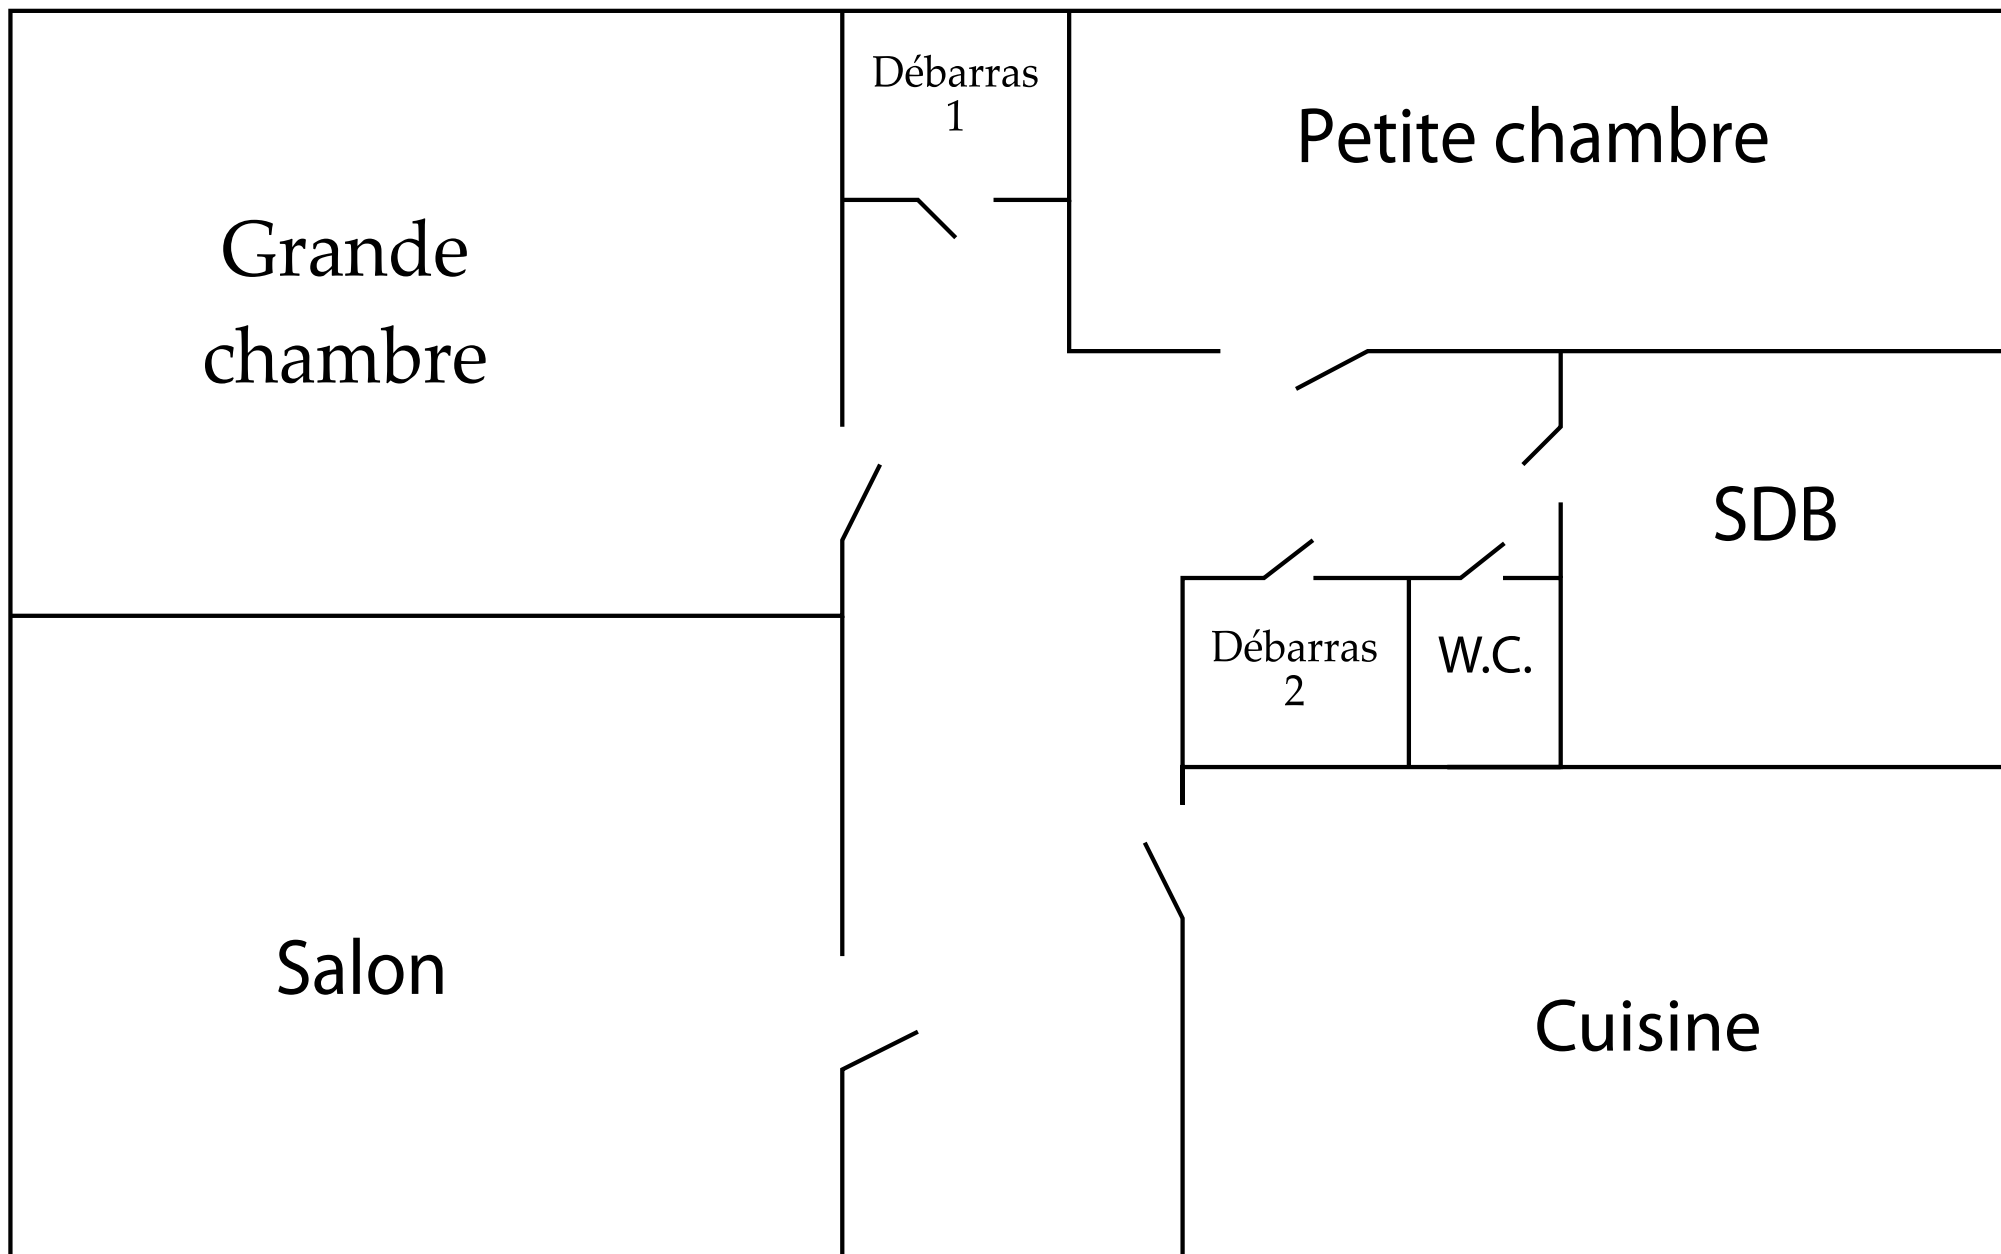 Débarras
1
Petite chambre
Grande
chambre
SDB
Débarras
2
W.C.
Salon
Cuisine